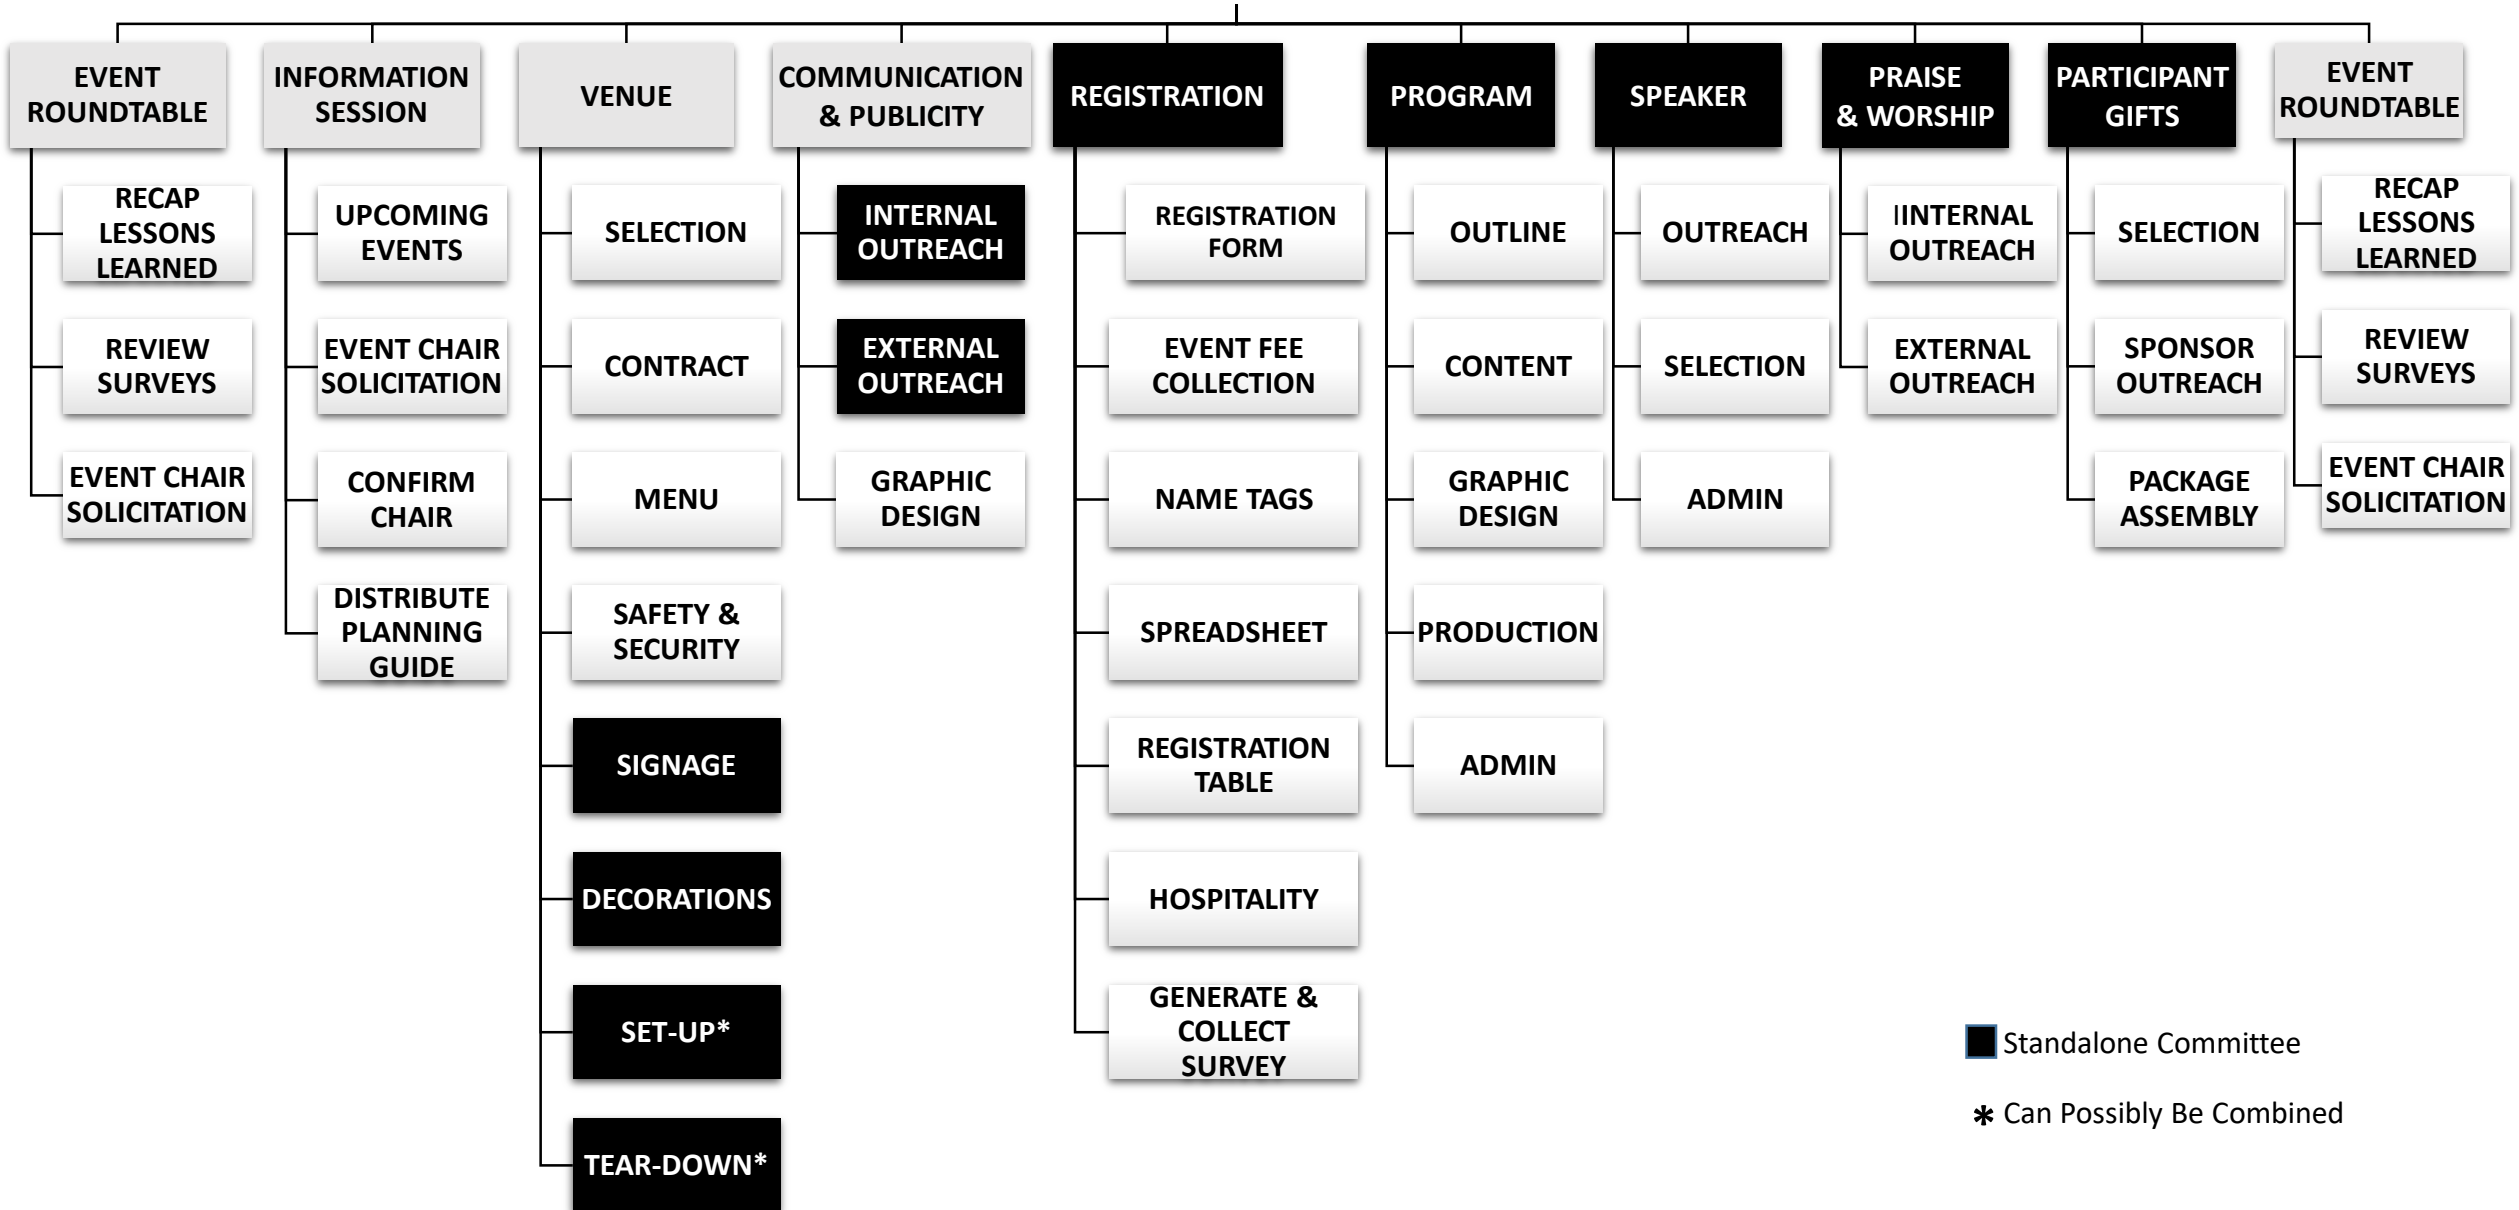 EVENT
ROUNDTABLE
RECAP
LESSONS
LEARNED
REVIEW
SURVEYS
EVENT CHAIR
SOLICITATION
INFORMATION
SESSION
UPCOMING
EVENTS
EVENT CHAIR
SOLICITATION
CONFIRM
CHAIR
DISTRIBUTE
PLANNING
GUIDE
VENUE
SELECTION
CONTRACT
MENU
SAFETY &
SECURITY
SIGNAGE
DECORATIONS
SET-UP*
TEAR-DOWN*
COMMUNICATION
& PUBLICITY
INTERNAL
OUTREACH
EXTERNAL
OUTREACH
GRAPHIC
DESIGN
REGISTRATION
REGISTRATION
FORM
EVENT FEE
COLLECTION
NAME TAGS
SPREADSHEET
REGISTRATION
TABLE
HOSPITALITY
GENERATE &
COLLECT
SURVEY
PROGRAM
OUTLINE
CONTENT
GRAPHIC
DESIGN
PRODUCTION
ADMIN
SPEAKER
OUTREACH
SELECTION
ADMIN
PRAISE
& WORSHIP
IINTERNAL
OUTREACH
EXTERNAL
OUTREACH
PARTICIPANT
GIFTS
SELECTION
SPONSOR
OUTREACH
PACKAGE
ASSEMBLY
EVENT
ROUNDTABLE
RECAP
LESSONS
LEARNED
REVIEW
SURVEYS
EVENT CHAIR
SOLICITATION
Standalone Committee
* Can Possibly Be Combined